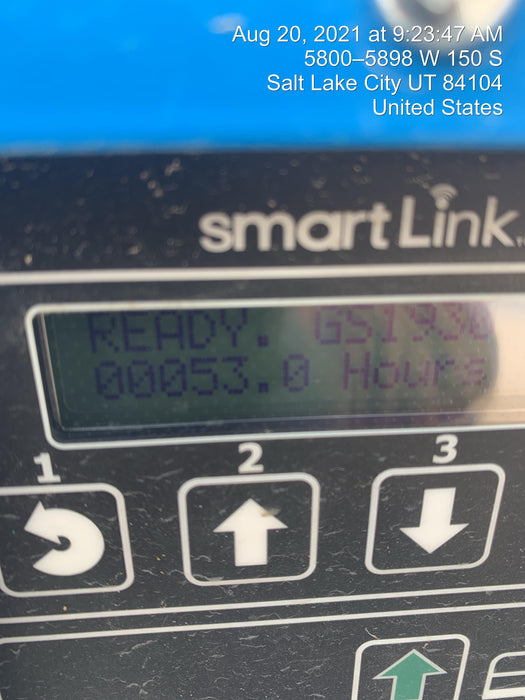 Aug 20, 2021 at 9:23:47 AM
5800–5898 W 150 S
Salt Lake City UT 84104
United States
smartLink
READY. GS1930
00053.0 Hours
1 2 3